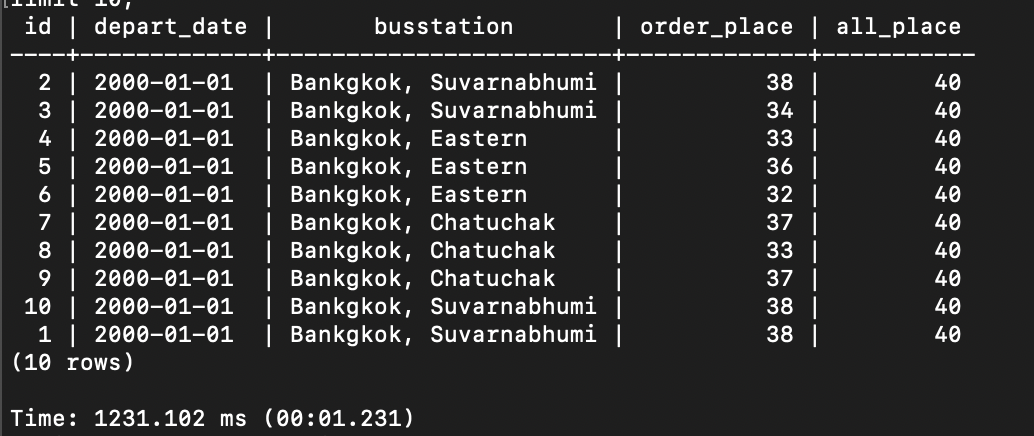 limit 10;
 id | depart_date |       busstation       | order_place | all_place
----+-------------+------------------------+-------------+-----------
  2 | 2000-01-01  | Bankgkok, Suvarnabhumi |          38 |        40
  3 | 2000-01-01  | Bankgkok, Suvarnabhumi |          34 |        40
  4 | 2000-01-01  | Bankgkok, Eastern      |          33 |        40
  5 | 2000-01-01  | Bankgkok, Eastern      |          36 |        40
  6 | 2000-01-01  | Bankgkok, Eastern      |          32 |        40
  7 | 2000-01-01  | Bankgkok, Chatuchak    |          37 |        40
  8 | 2000-01-01  | Bankgkok, Chatuchak    |          33 |        40
  9 | 2000-01-01  | Bankgkok, Chatuchak    |          37 |        40
 10 | 2000-01-01  | Bankgkok, Suvarnabhumi |          38 |        40
  1 | 2000-01-01  | Bankgkok, Suvarnabhumi |          38 |        40
(10 rows)
Time: 1231.102 ms (00:01.231)